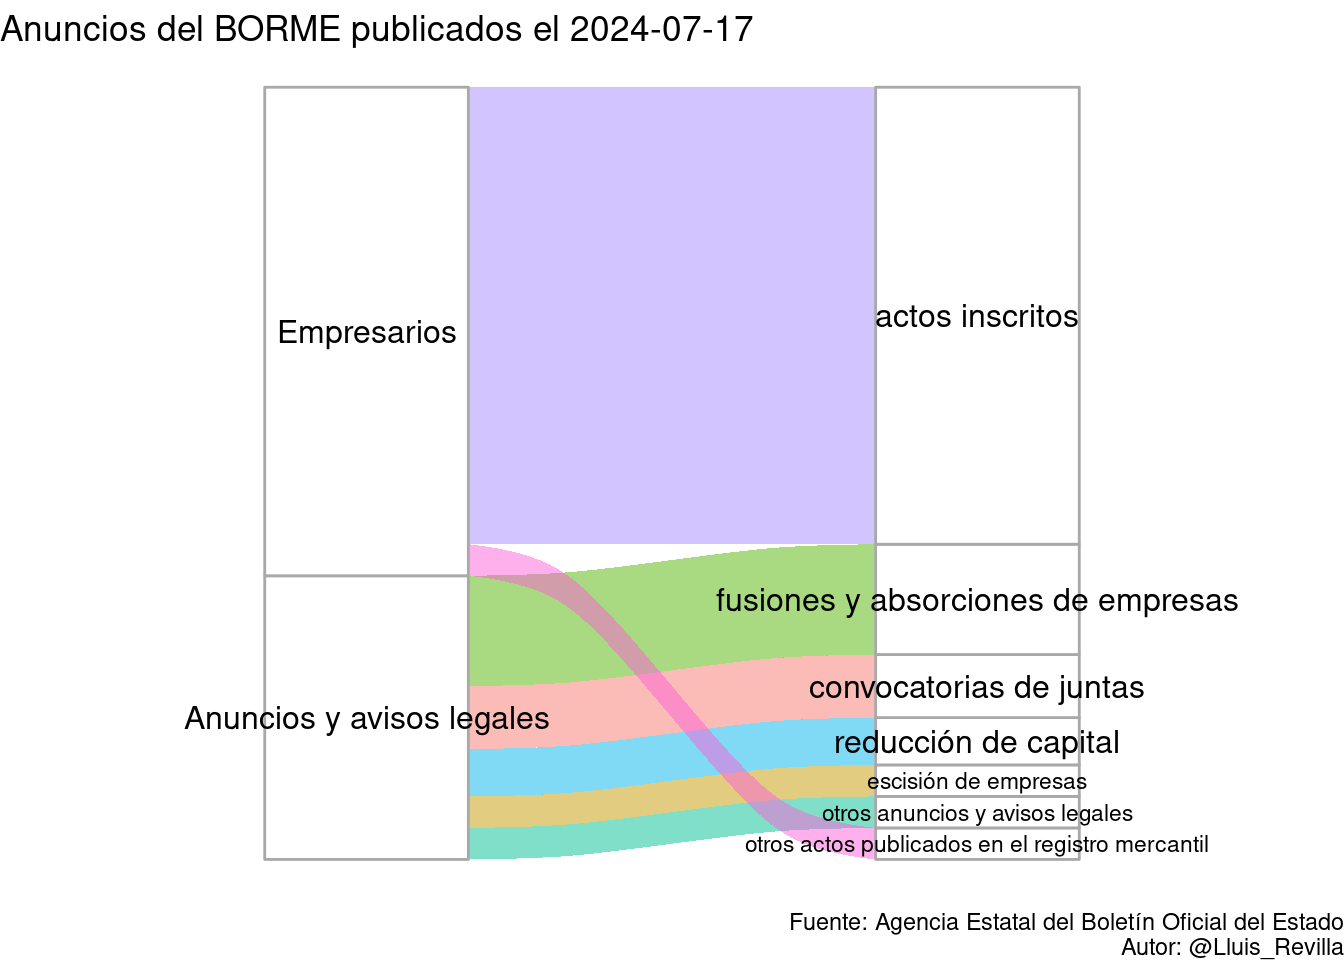 Anuncios del BORME publicados el 2024-07-17
Empresarios
actos inscritos
fusiones y absorciones de empresas
convocatorias de juntas
Anuncios y avisos legales
reducción de capital
escisión de empresas
otros anuncios y avisos legales
otros actos publicados en el registro mercantil
Fuente: Agencia Estatal del Boletín Oficial del Estado
Autor: @Lluis_Revilla